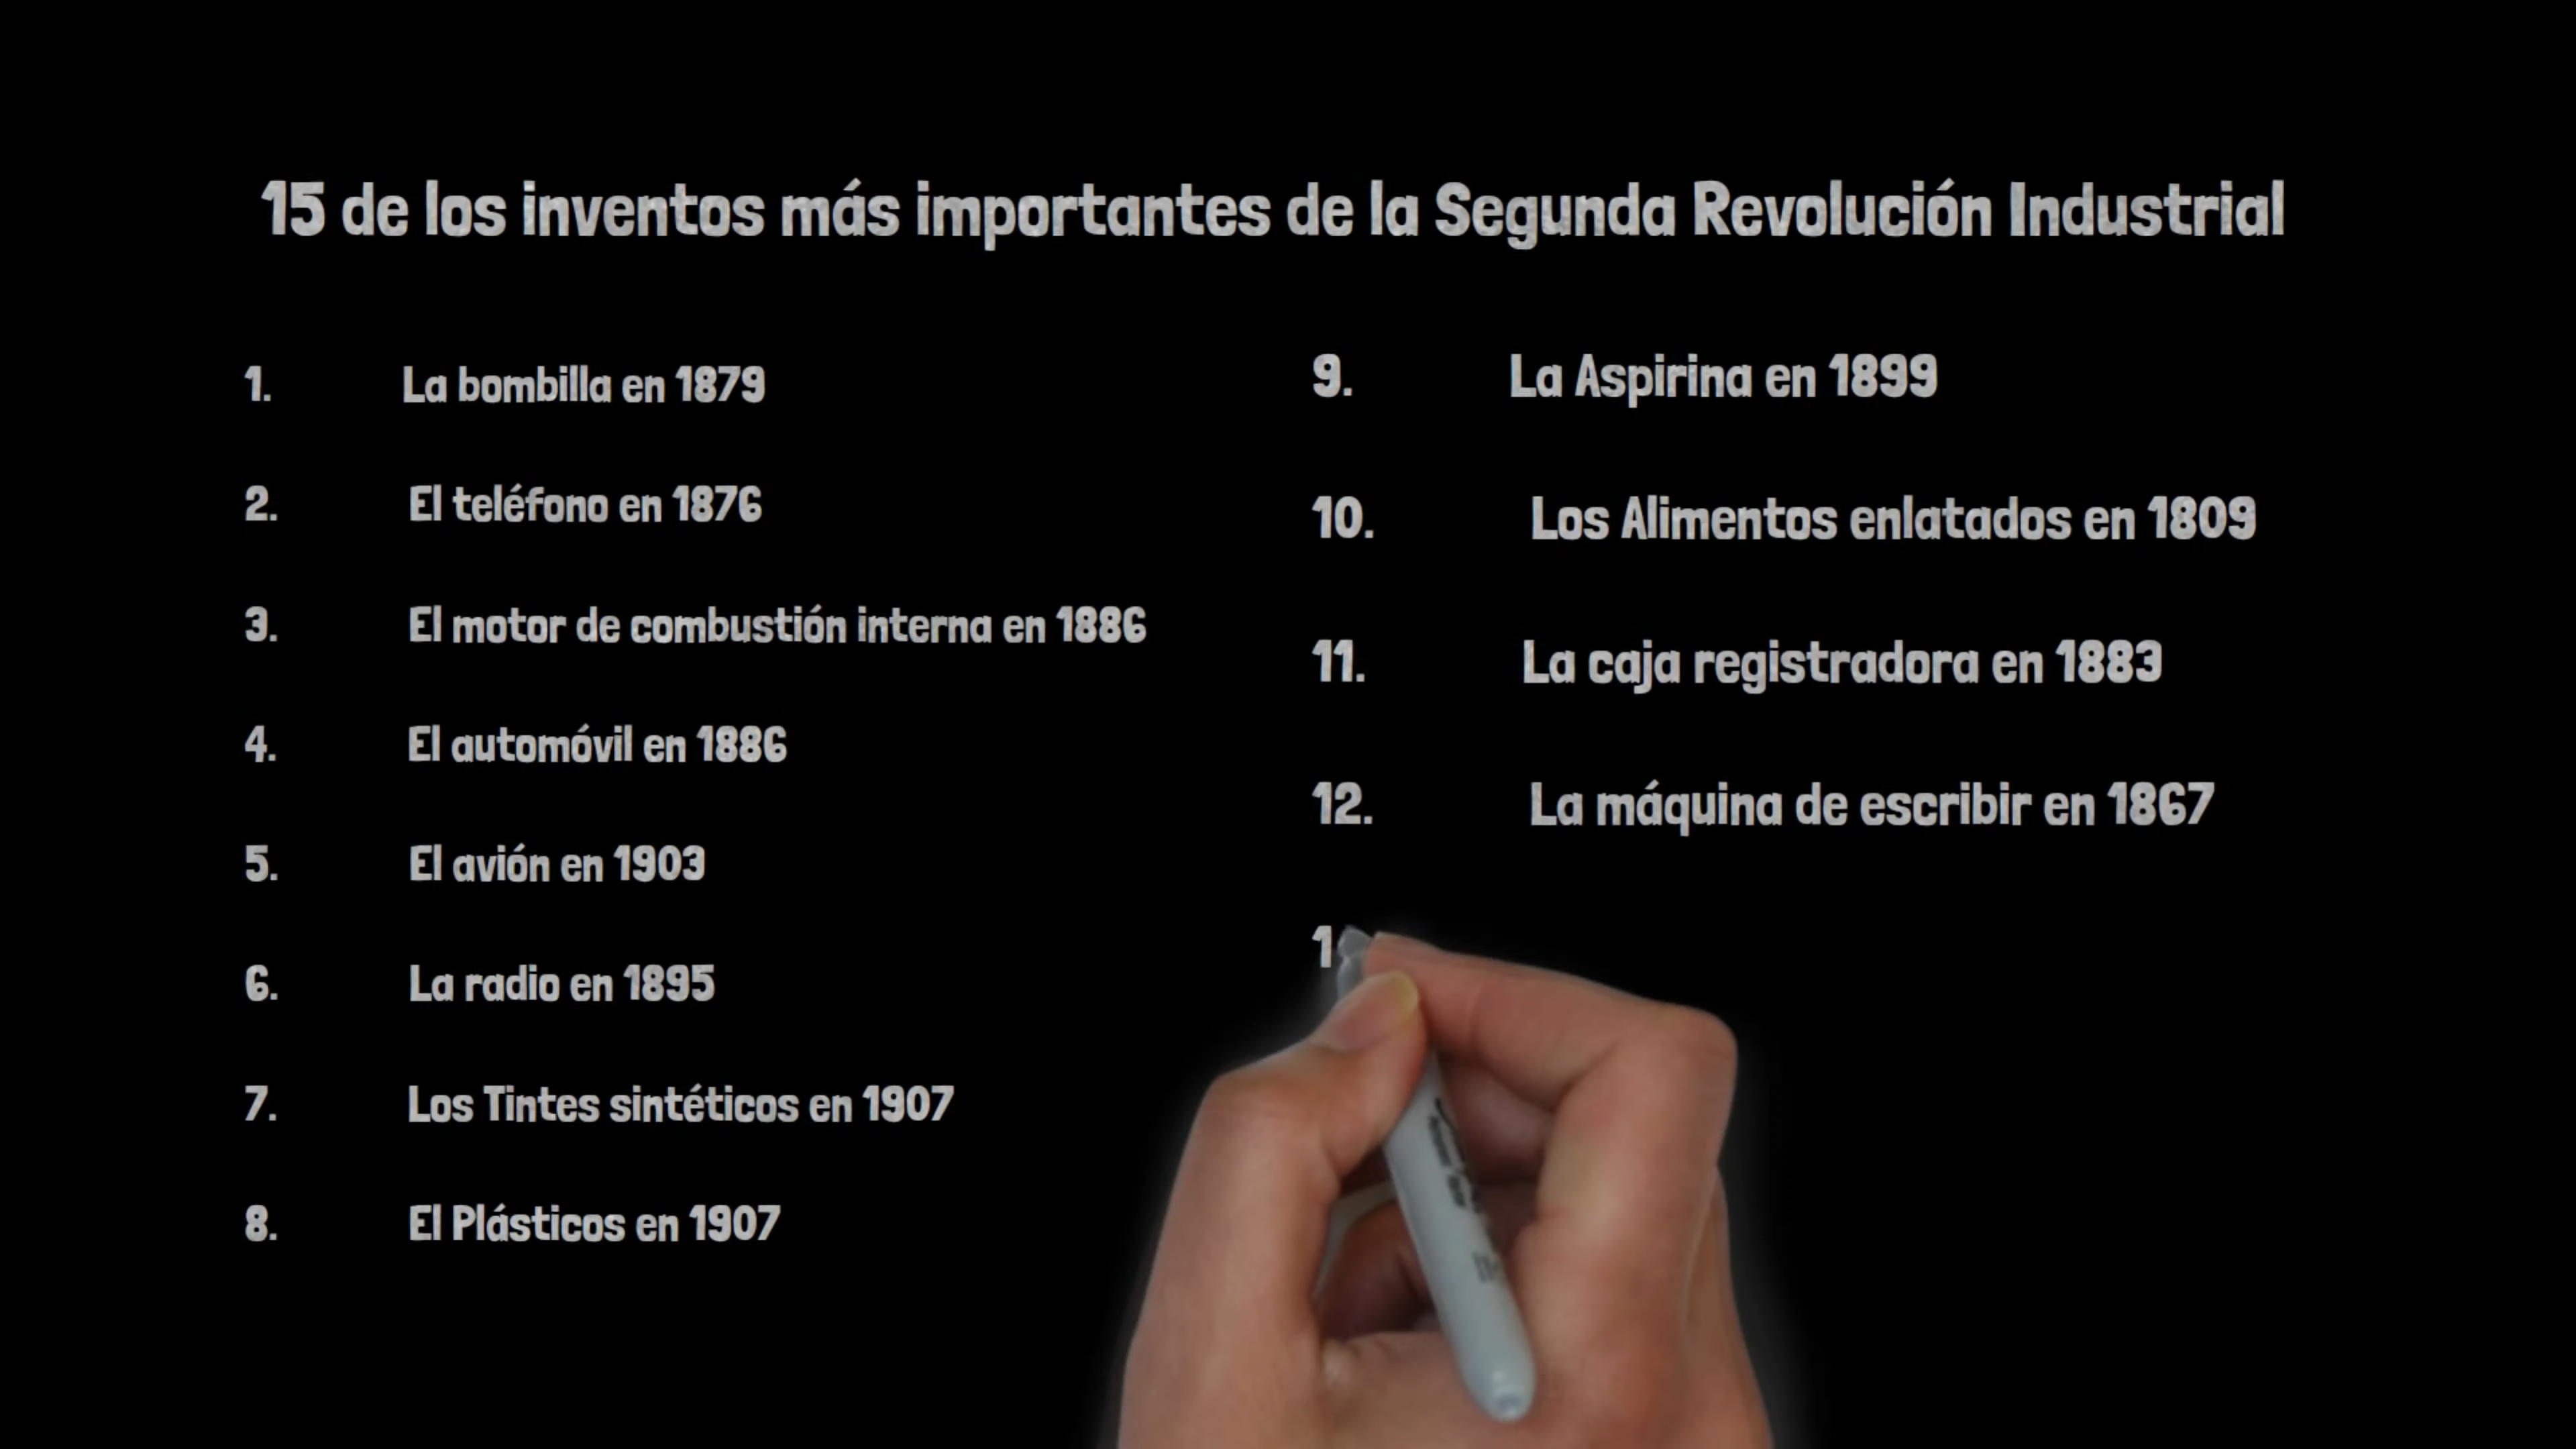 15 de los inventos más importantes de la Segunda Revolución Industrial
1. La bombilla en 1879
2. El teléfono en 1876
3. El motor de combustión interna en 1886
4. El automóvil en 1886
5. El avión en 1903
6. La radio en 1895
7. Los Tintes sintéticos en 1907
8. El Plásticos en 1907
9. La Aspirina en 1899
10. Los Alimentos enlatados en 1809
11. La caja registradora en 1883
12. La máquina de escribir en 1867
1